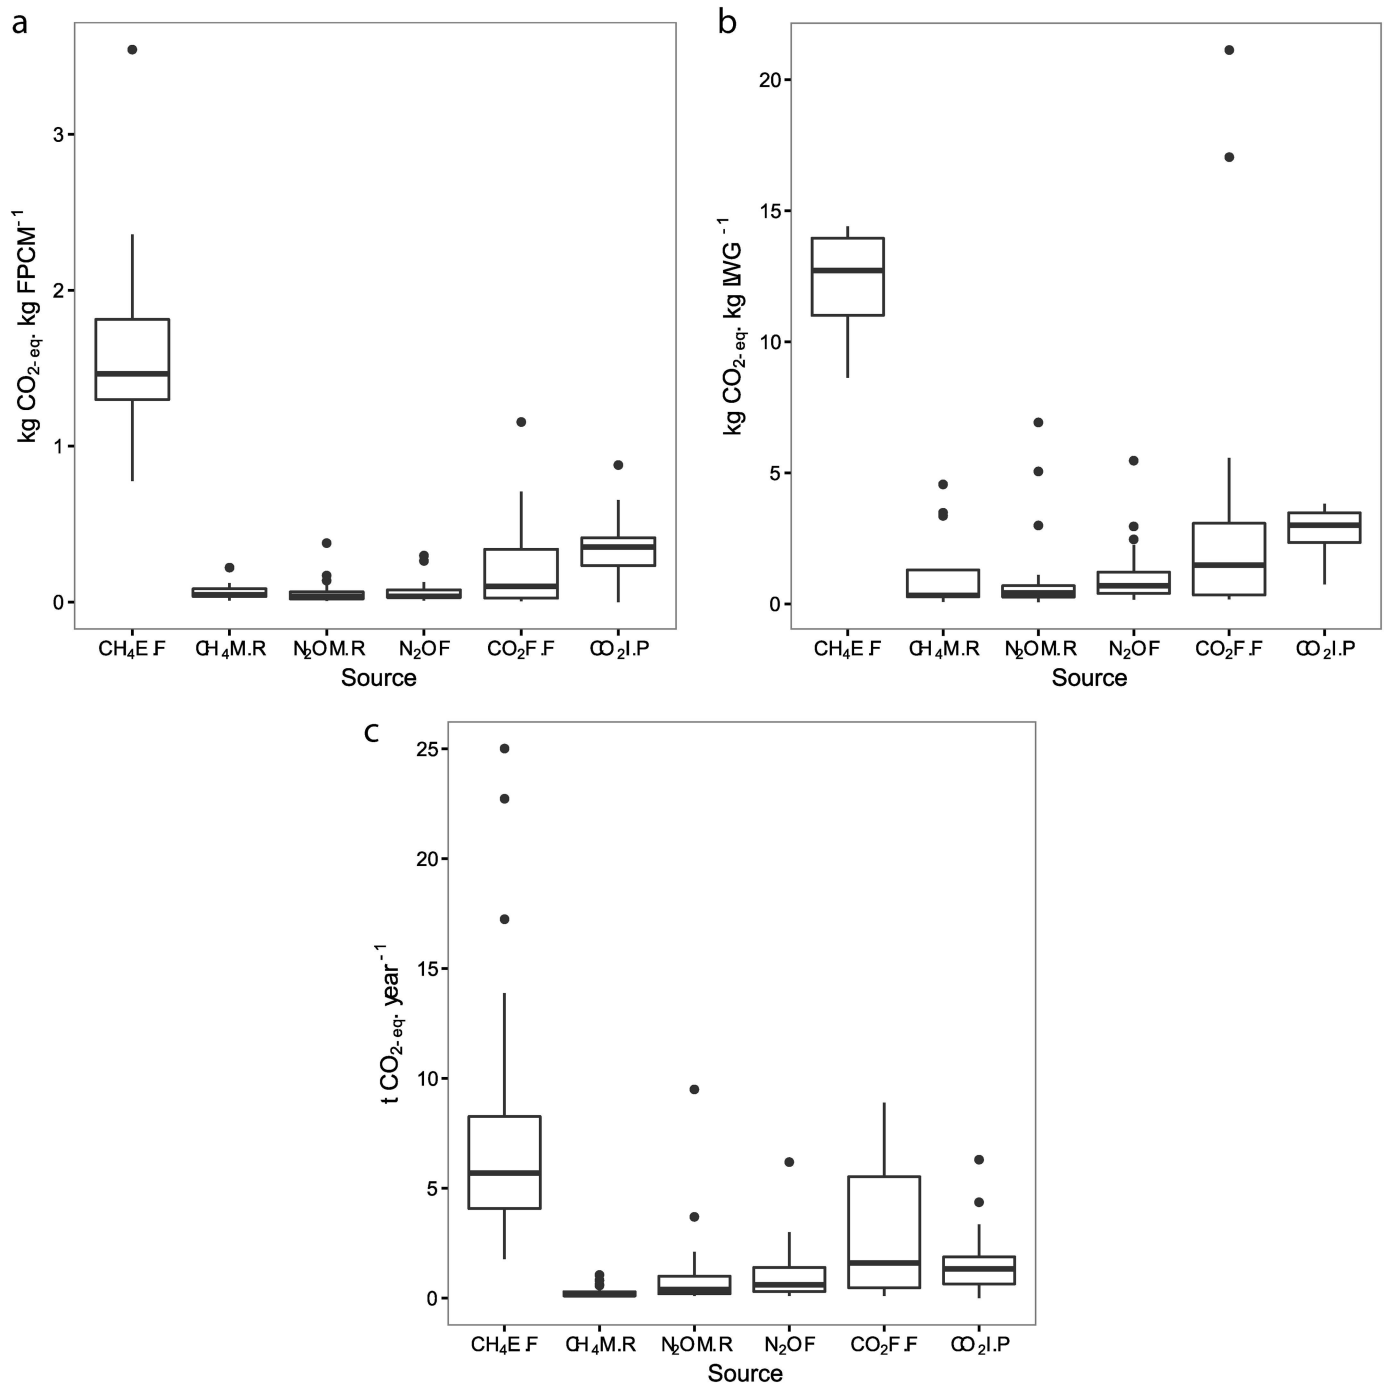 a
3
2
1
0
kg CO2-eq. kg FPCM-1
CH4E.F CH4M.R N2OM.R N2OF CO2F.F CO2I.P
Source
b
20
15
10
5
0
kg CO2-eq. kg LWG -1
CH4E.F CH4M.R N2OM.R N2OF CO2F.F CO2I.P
Source
c
25
20
15
10
5
0
t CO2-eq. year-1
CH4E.F CH4M.R N2OM.R N2OF CO2F.F CO2I.P
Source